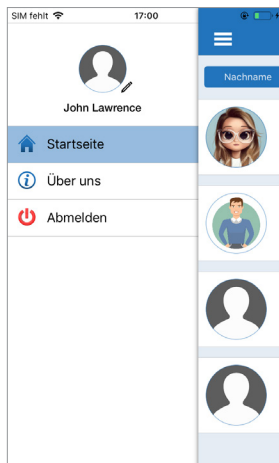 SIM fehlt 17:00
John Lawrence
Startseite
Über uns
Abmelden
Nachname